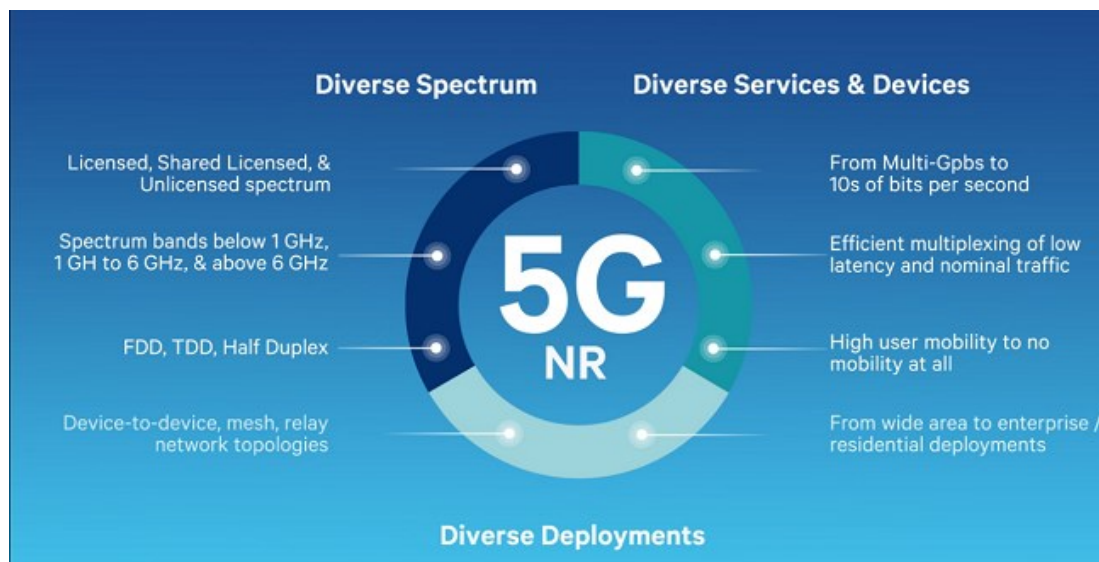 Diverse Spectrum
Diverse Services & Devices
Licensed, Shared Licensed, &
Unlicensed spectrum
Spectrum bands below 1 GHz,
1 GH to 6 GHz, & above 6 GHz
FDD, TDD, Half Duplex
Device-to-device, mesh, relay
network topologies
5G
NR
From Multi-Gpbs to
10s of bits per second
Efficient multiplexing of low
latency and nominal traffic
High user mobility to no
mobility at all
From wide area to enterprise /
residential deployments
Diverse Deployments